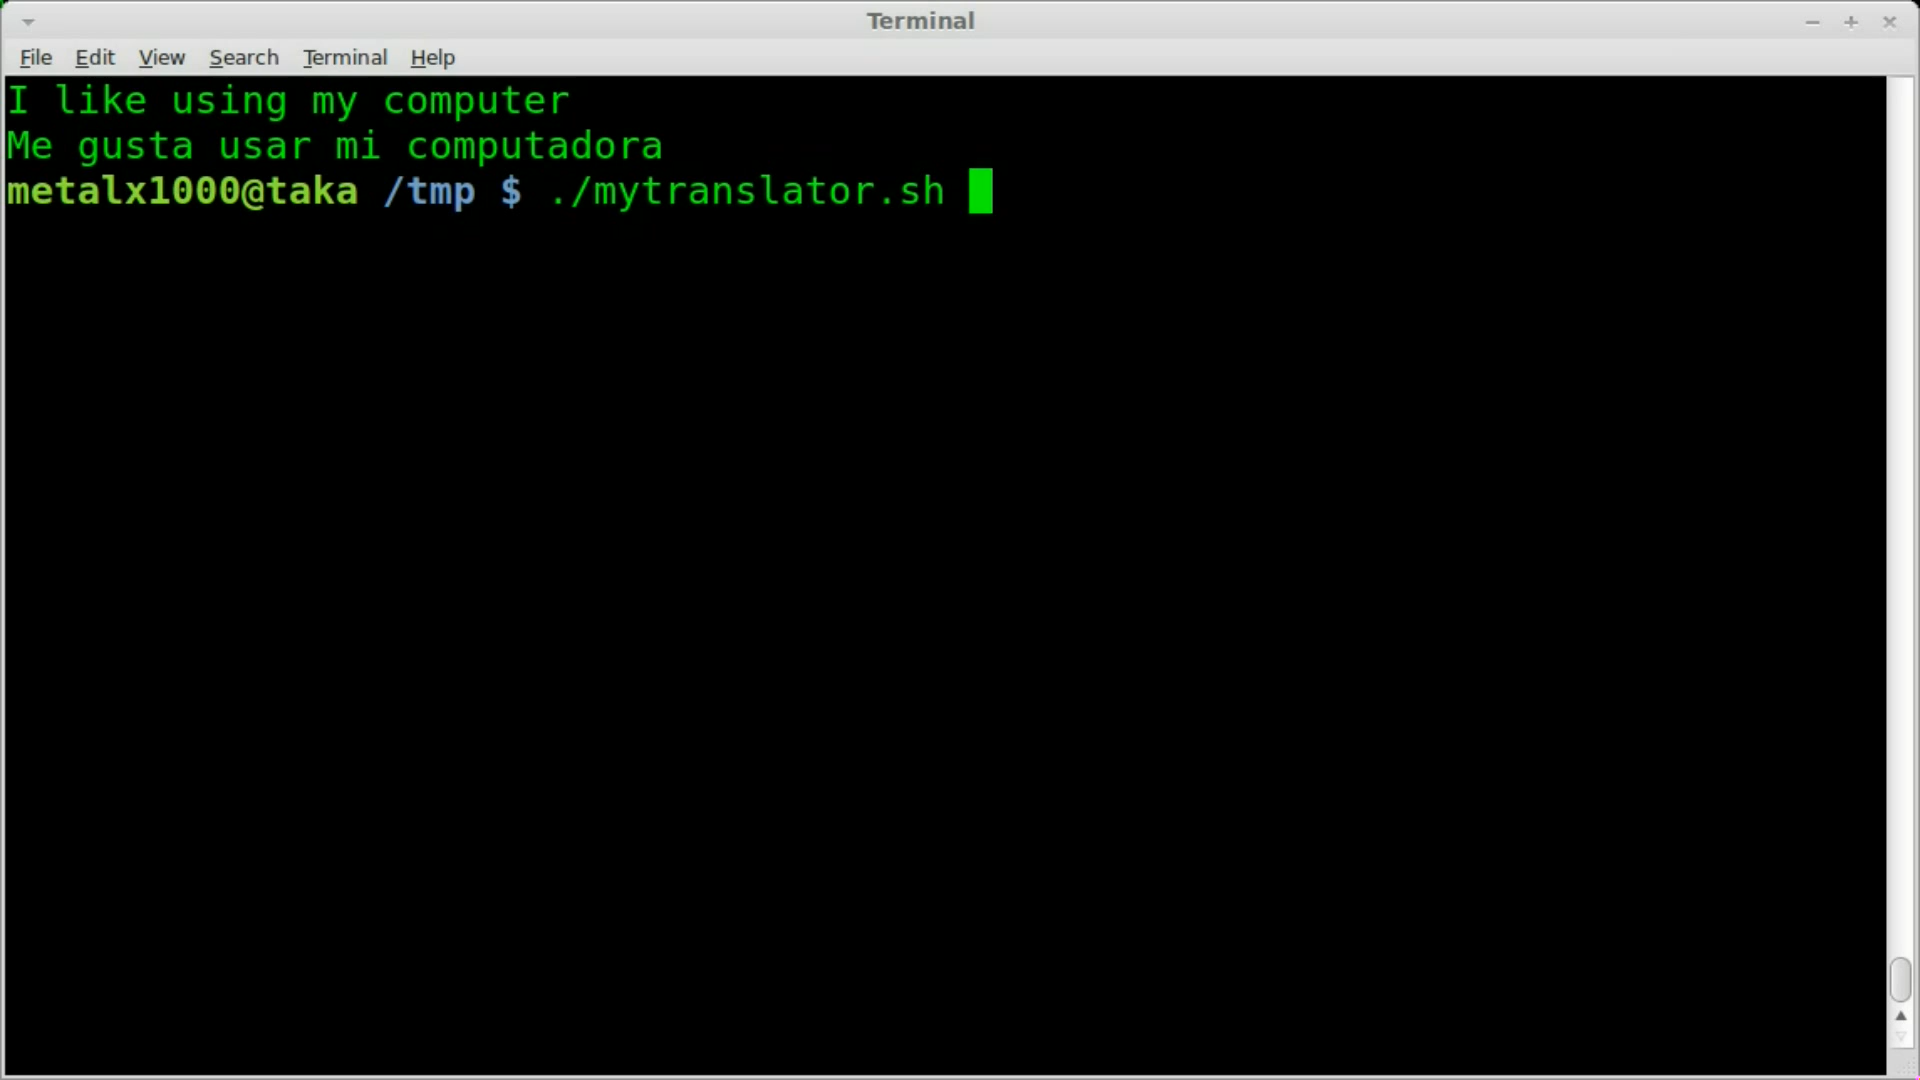 Terminal
File Edit View Search Terminal Help
I like using my computer
Me gusta usar mi computadora
metalx1000@taka /tmp $ ./mytranslator.sh